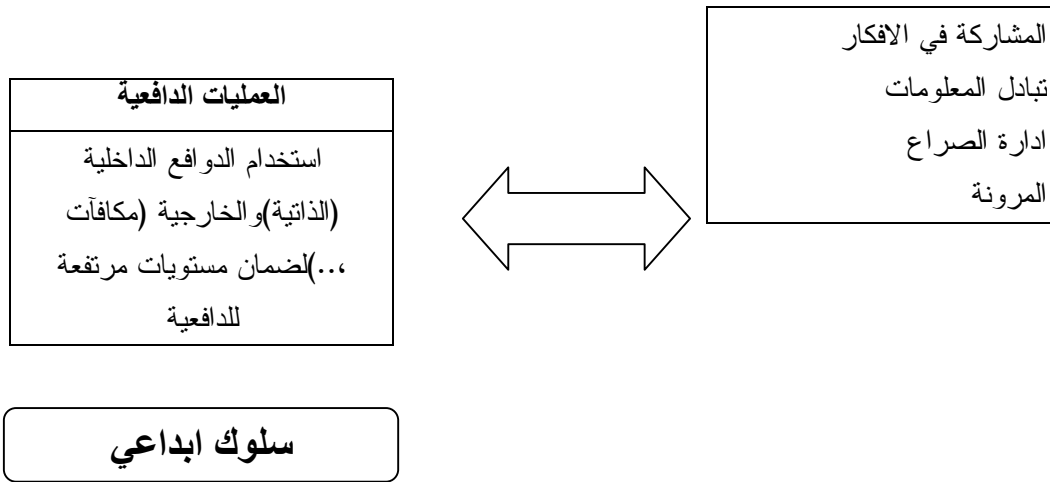 المشاركة في الافكار
تبادل المعلومات
ادارة الصراع
المرونة
العمليات الدافعية
استخدام الدوافع الداخلية
(الذاتية)والخارجية (مكافآت
،..)لضمان مستويات مرتفعة
للدافعية
سلوك ابداعي